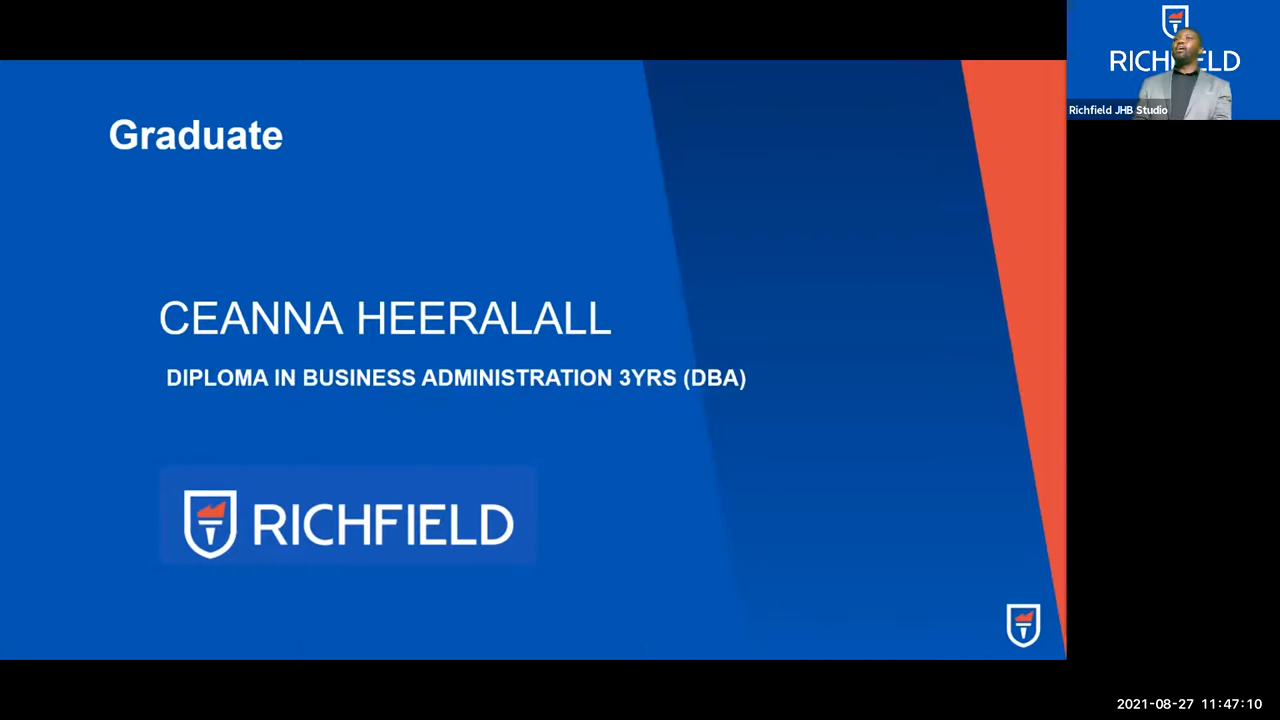 Graduate
CEANNA HEERALALL
DIPLOMA IN BUSINESS ADMINISTRATION 3YRS (DBA)
RICHFIELD
RICHFIELD
Richfield JHB Studio
2021-08-27 11:47:10